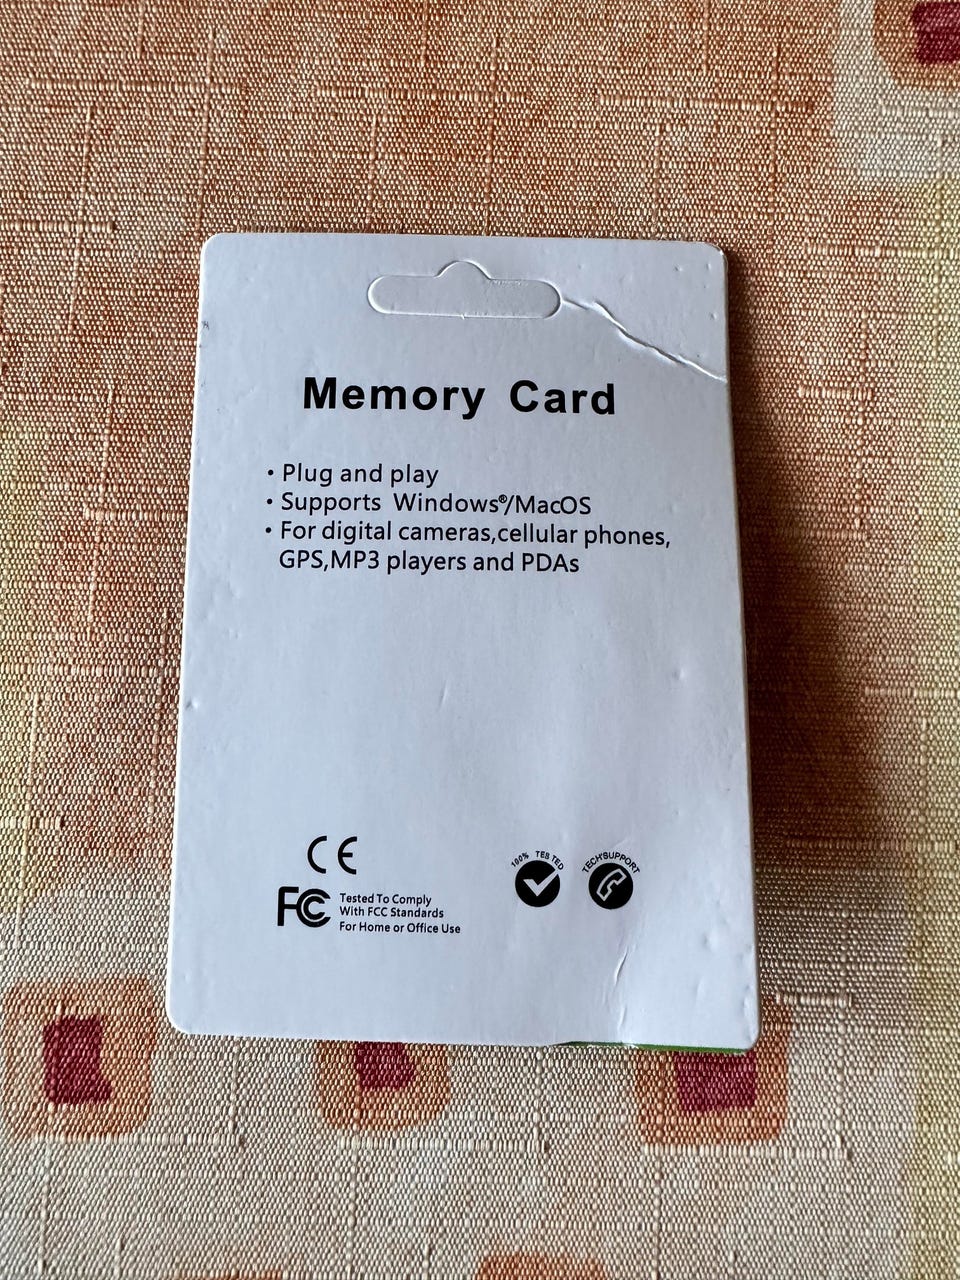 Memory Card
• Plug and play
• Supports Windows®/MacOS
• For digital cameras,cellular phones,
GPS,MP3 players and PDAs
CE
FC
Tested To Comply
With FCC Standards
For Home or Office Use
100% TESTED
TECH'SUPPORT